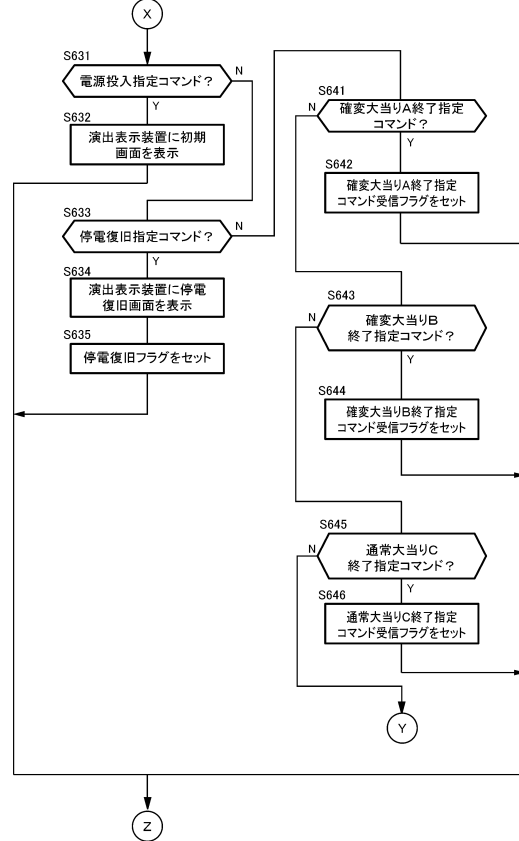 X
S631
電源投入指定コマンド？
N
Y
S632
演出表示装置に初期
画面を表示
S633
停電復旧指定コマンド？
N
Y
S634
演出表示装置に停電
復旧画面を表示
S635
停電復旧フラグをセット
S641
N
確変大当りA終了指定
コマンド？
Y
S642
確変大当りA終了指定
コマンド受信フラグをセット
S643
N
確変大当りB
終了指定コマンド？
Y
S644
確変大当りB終了指定
コマンド受信フラグをセット
S645
N
通常大当りC
終了指定コマンド？
Y
S646
通常大当りC終了指定
コマンド受信フラグをセット
Y
Z